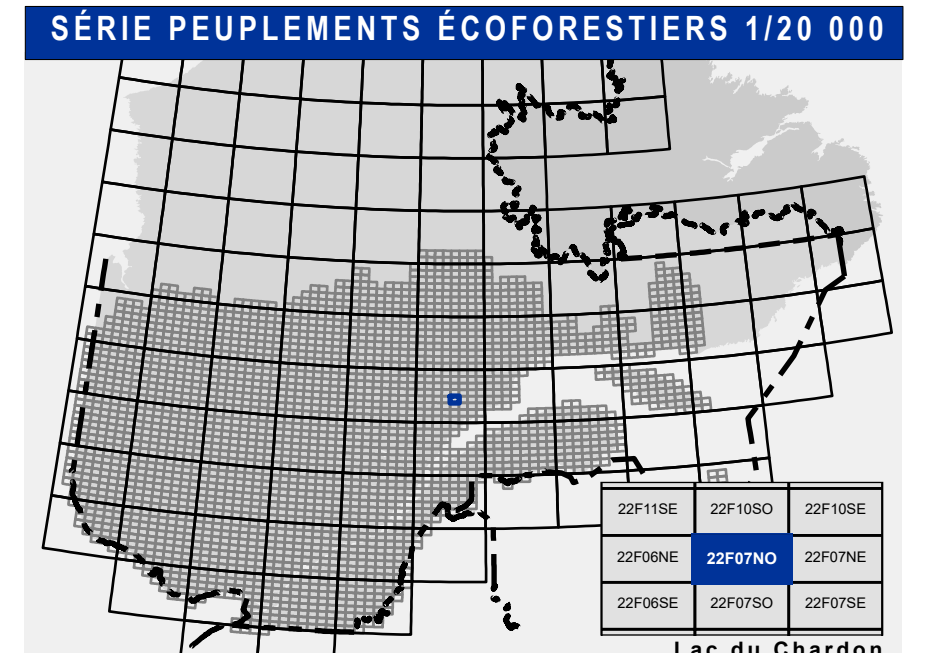 SÉRIE PEUPLEMENTS ÉCOFORESTIERS 1/20 000
22F11SE 22F10SO 22F10SE
22F06NE 22F07NO 22F07NE
22F06SE 22F07SO 22F07SE
Lac du Chardon